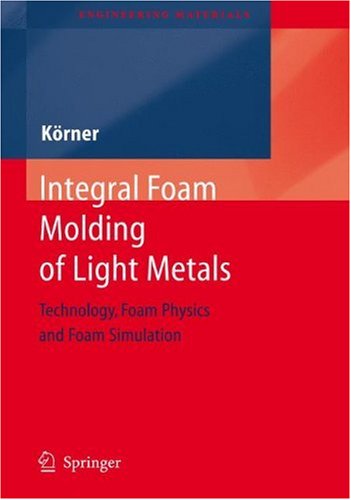 ENGINEERING MATERIALS
Körner
Integral Foam
Molding
of Light Metals
Technology, Foam Physics
and Foam Simulation
Springer